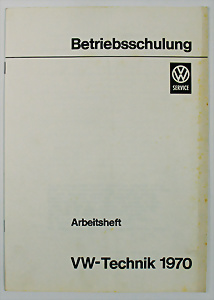 Betriebsschulung
VW
SERVICE
Arbeitsheft
VW-Technik 1970